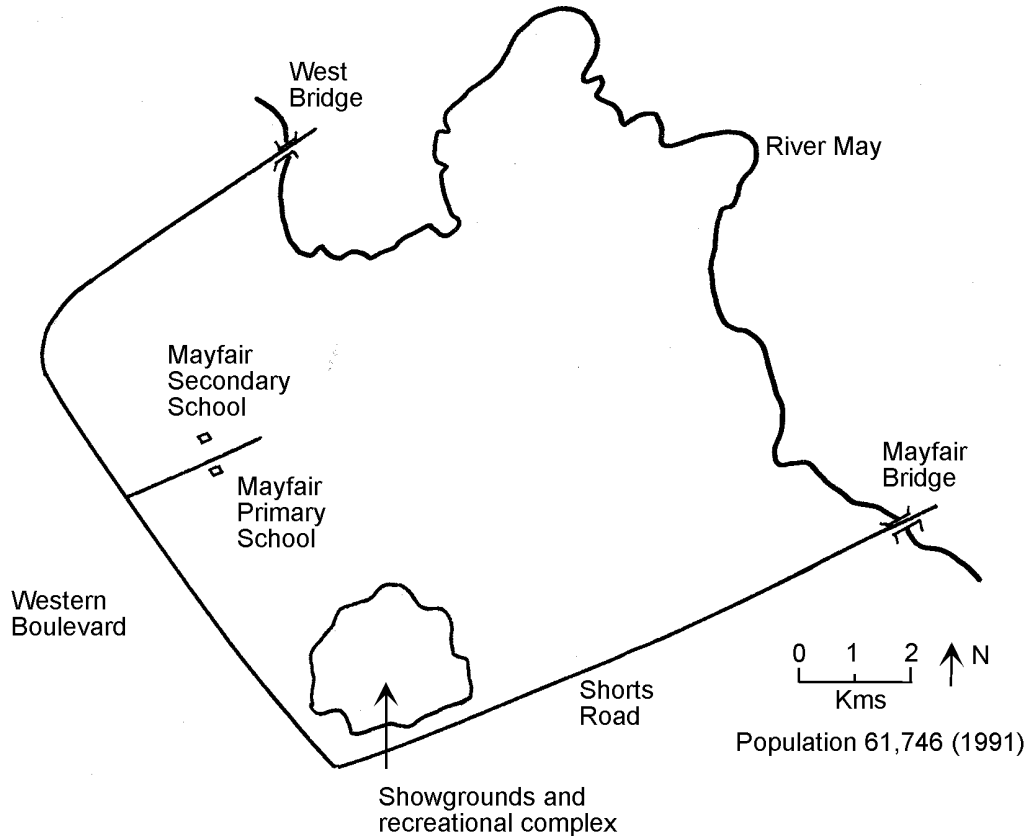 West
Bridge
River May
Mayfair
Secondary
School
Mayfair
Primary
School
Mayfair
Bridge
Western
Boulevard
0 1 2
Kms
N
Shorts
Road
Population 61,746 (1991)
Showgrounds and
recreational complex